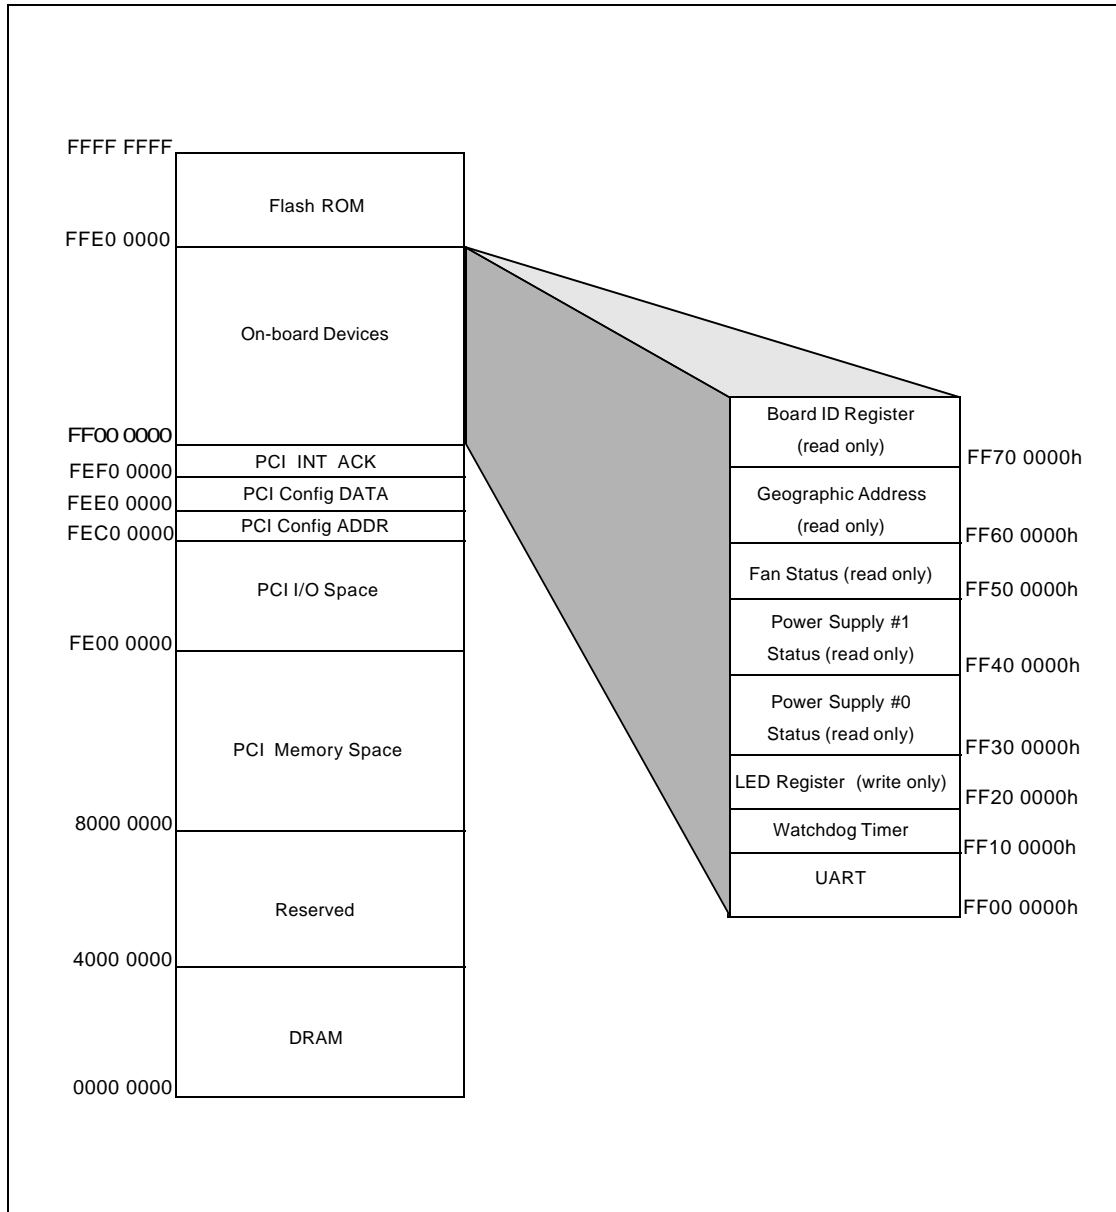 FFFF FFFF
Flash ROM
FFE0 0000
On-board Devices
FF00 0000
PCI INT ACK
FEF0 0000
PCI Config DATA
FEE0 0000
PCI Config ADDR
FEC0 0000
PCI I/O Space
FE00 0000
PCI Memory Space
8000 0000
Reserved
4000 0000
DRAM
0000 0000
Board ID Register
(read only)
FF70 0000h
Geographic Address
(read only)
FF60 0000h
Fan Status (read only)
FF50 0000h
Power Supply #1
Status (read only)
FF40 0000h
Power Supply #0
Status (read only)
FF30 0000h
LED Register (write only)
FF20 0000h
Watchdog Timer
FF10 0000h
UART
FF00 0000h